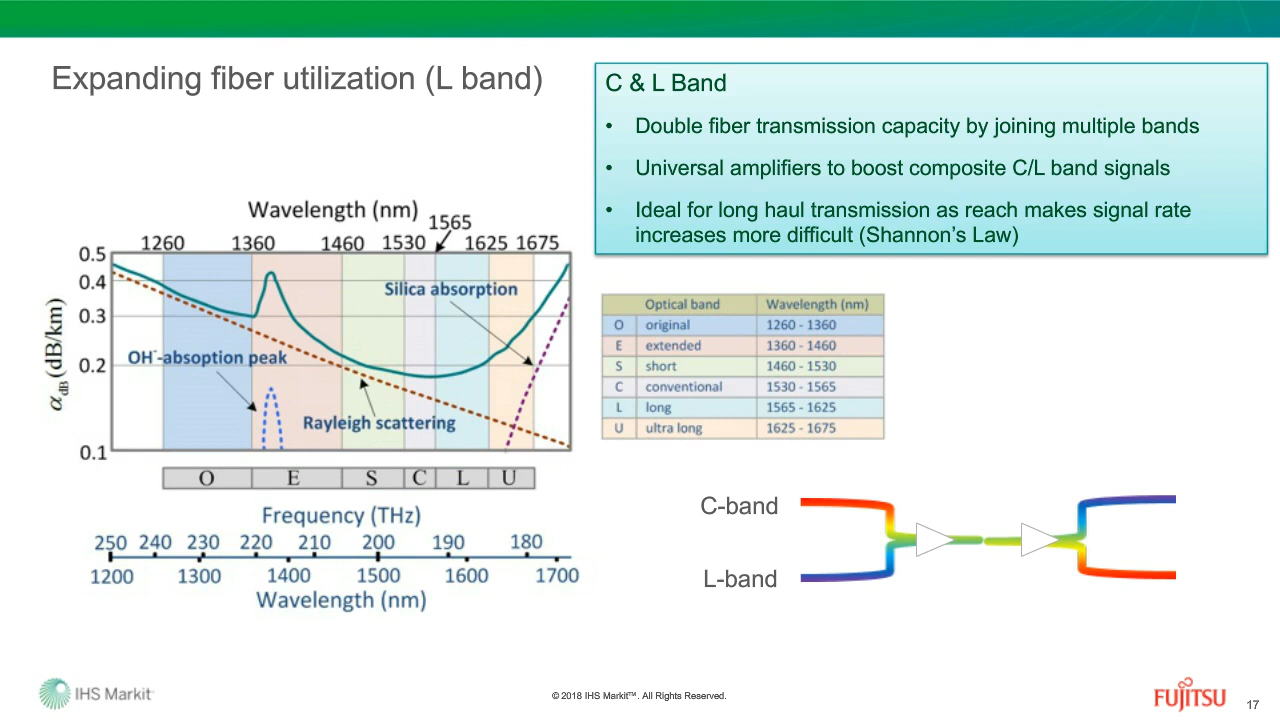 Expanding fiber utilization (L band)
C & L Band
• Double fiber transmission capacity by joining multiple bands
• Universal amplifiers to boost composite C/L band signals
• Ideal for long haul transmission as reach makes signal rate
increases more difficult (Shannon's Law)
Wavelength (nm)
1565
1260 1360 1460 1530 1625 1675
0.5
0.4
0.3
0.2
0.1
α dB (dB/km)
Silica absorption
OH⁻-absoption peak
Rayleigh scattering
O E S C L U
Frequency (THz)
250 240 230 220 210 200 190 180
1200 1300 1400 1500 1600 1700
Wavelength (nm)
Optical band Wavelength (nm)
O original 1260 - 1360
E extended 1360 - 1460
S short 1460 - 1530
C conventional 1530 - 1565
L long 1565 - 1625
U ultra long 1625 - 1675
C-band
L-band
IHS Markit
© 2018 IHS Markit™. All Rights Reserved.
FUJITSU
17